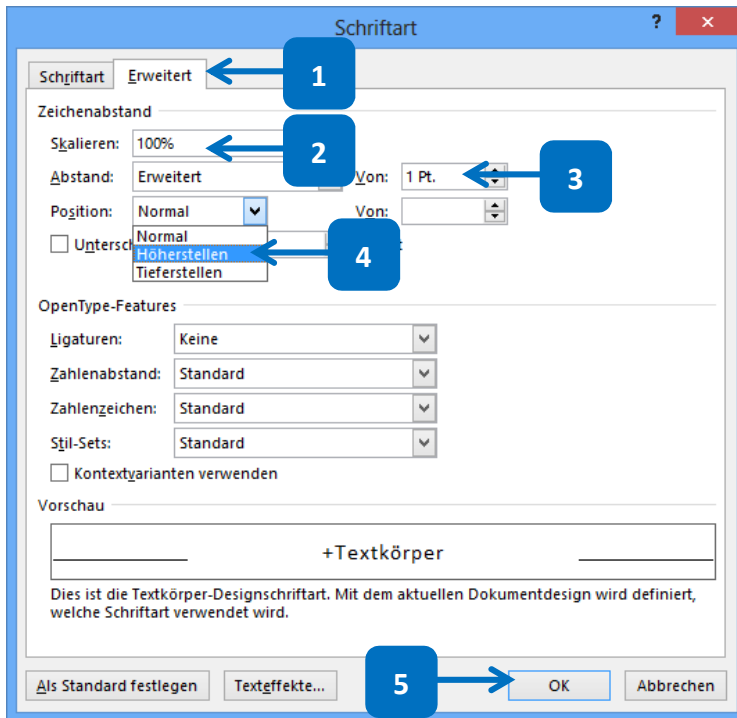 Schriftart ?
Schriftart Erweitert 1
Zeichenabstand
Skalieren: 100% 2
Abstand: Erweitert Von: 1 Pt. 3
Position: Normal Von:
Normal
Höherstellen 4
Tieferstellen
OpenType-Features
Ligaturen: Keine
Zahlenabstand: Standard
Zahlenzeichen: Standard
Stil-Sets: Standard
Kontextvarianten verwenden
Vorschau
+Textkörper
Dies ist die Textkörper-Designschriftart. Mit dem aktuellen Dokumentdesign wird definiert,
welche Schriftart verwendet wird.
Als Standard festlegen Texteffekte... 5 OK Abbrechen